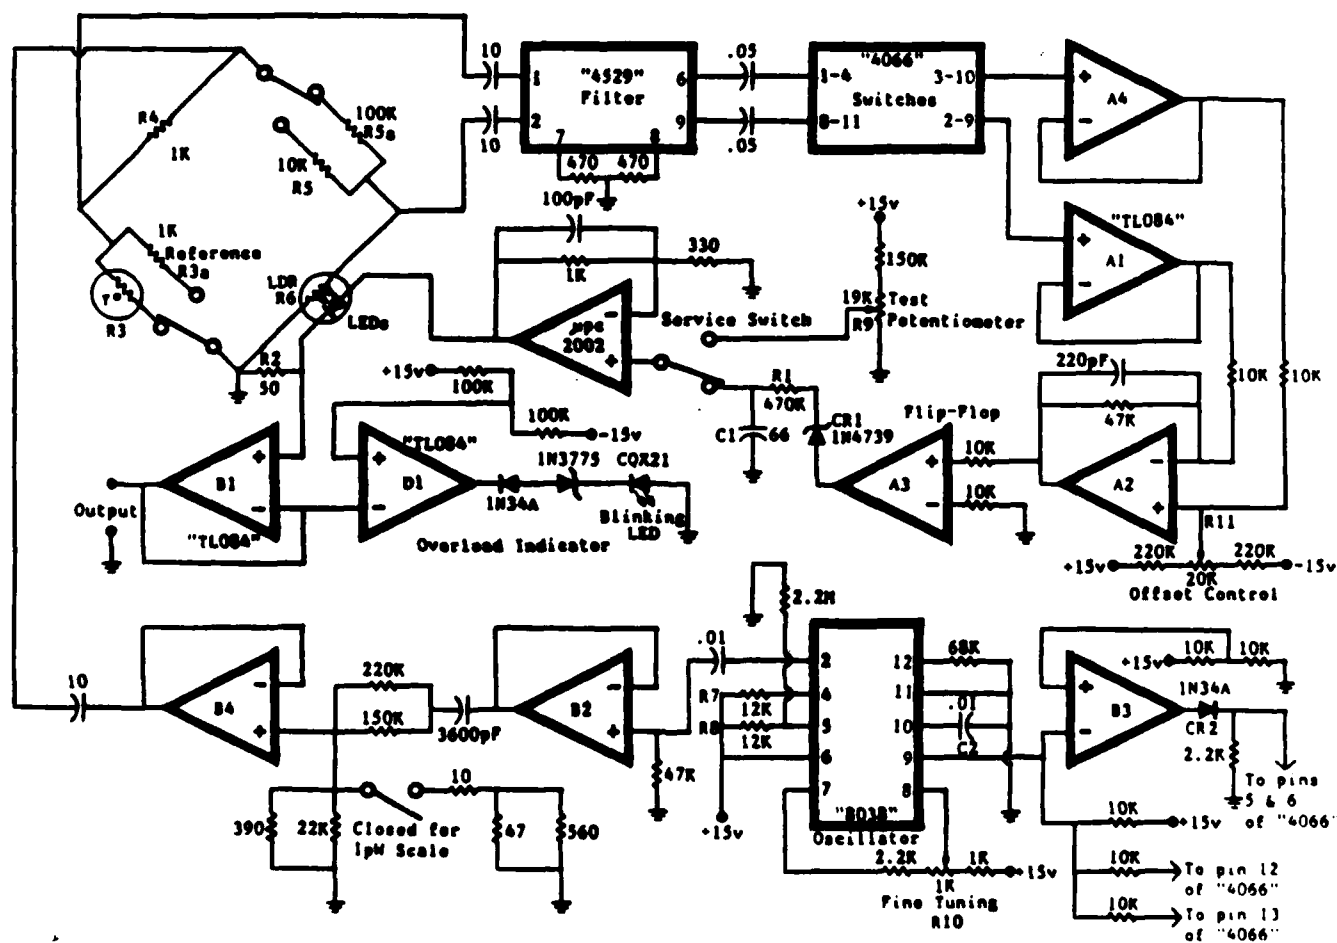 10
10
1
2
"4529"
Filter
6
9
7
8
470
470
.05
.05
"4066"
1-4
3-10
Switches
8-11
2-9
+
A4
-
R4
1K
100K
R5a
10K
R5
1K
Reference
R3a
T°
R3
LDR
R6
LEDs
R2
50
100pF
1K
330
μpc
2002
-
+
Service Switch
+15v
150K
19K
R9
Test
Potentiometer
"TL084"
+
A1
-
10K
10K
220pF
47K
+15v
100K
100K
-15v
R1
470K
C1
66
CR1
1N4739
Flip-Flop
10K
10K
+
A3
-
-
A2
+
R11
220K
220K
+15v
20K
-15v
Offset Control
Output
+
B1
-
"TL084"
"TL084"
+
D1
-
1N34A
1N3775
CQX21
Blinking
LED
Overload Indicator
10
-
B4
+
220K
150K
3600pF
-
B2
+
47K
.01
2.2M
R7
12K
R8
12K
+15v
2
4
5
6
7
12
11
10
9
8
"8038"
Oscillator
68K
.01
C2
2.2K
1K
1K
+15v
Fine Tuning
R10
390
22K
Closed for
1pW Scale
10
47
560
+
B3
-
+15v
10K
10K
1N34A
CR2
2.2K
To pins
5 & 6
of "4066"
10K
+15v
10K
To pin 12
of "4066"
10K
To pin 13
of "4066"